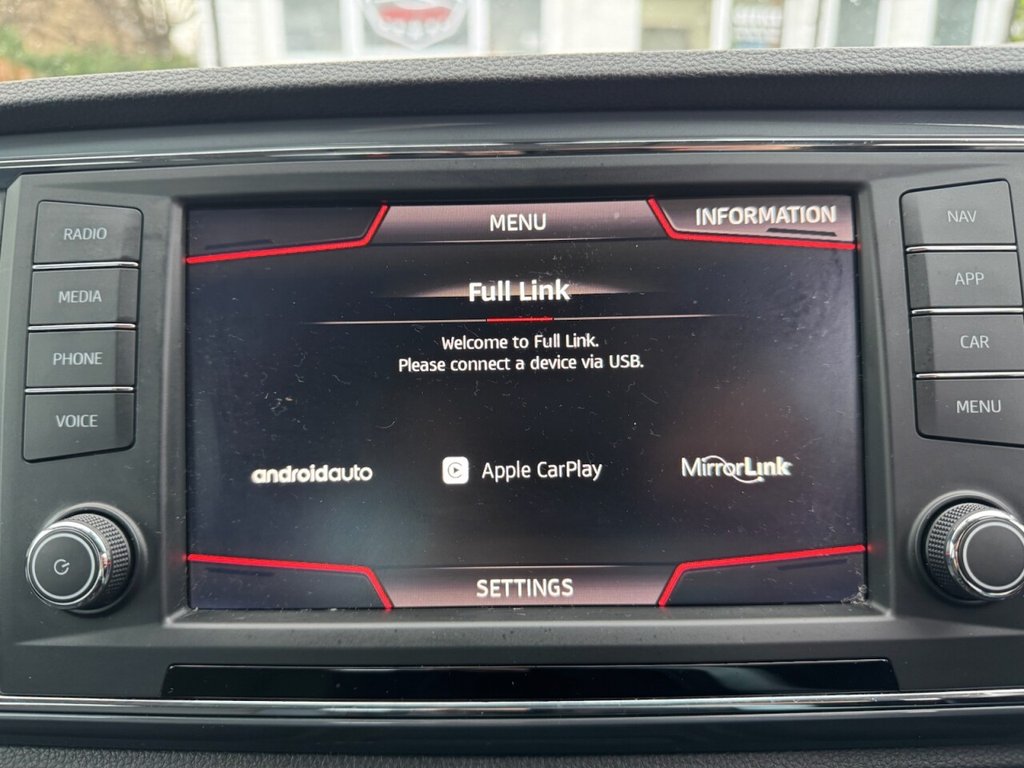 RADIO
MEDIA
PHONE
VOICE
MENU
INFORMATION
Full Link
Welcome to Full Link.
Please connect a device via USB.
androidauto
Apple CarPlay
MirrorLink
SETTINGS
NAV
APP
CAR
MENU